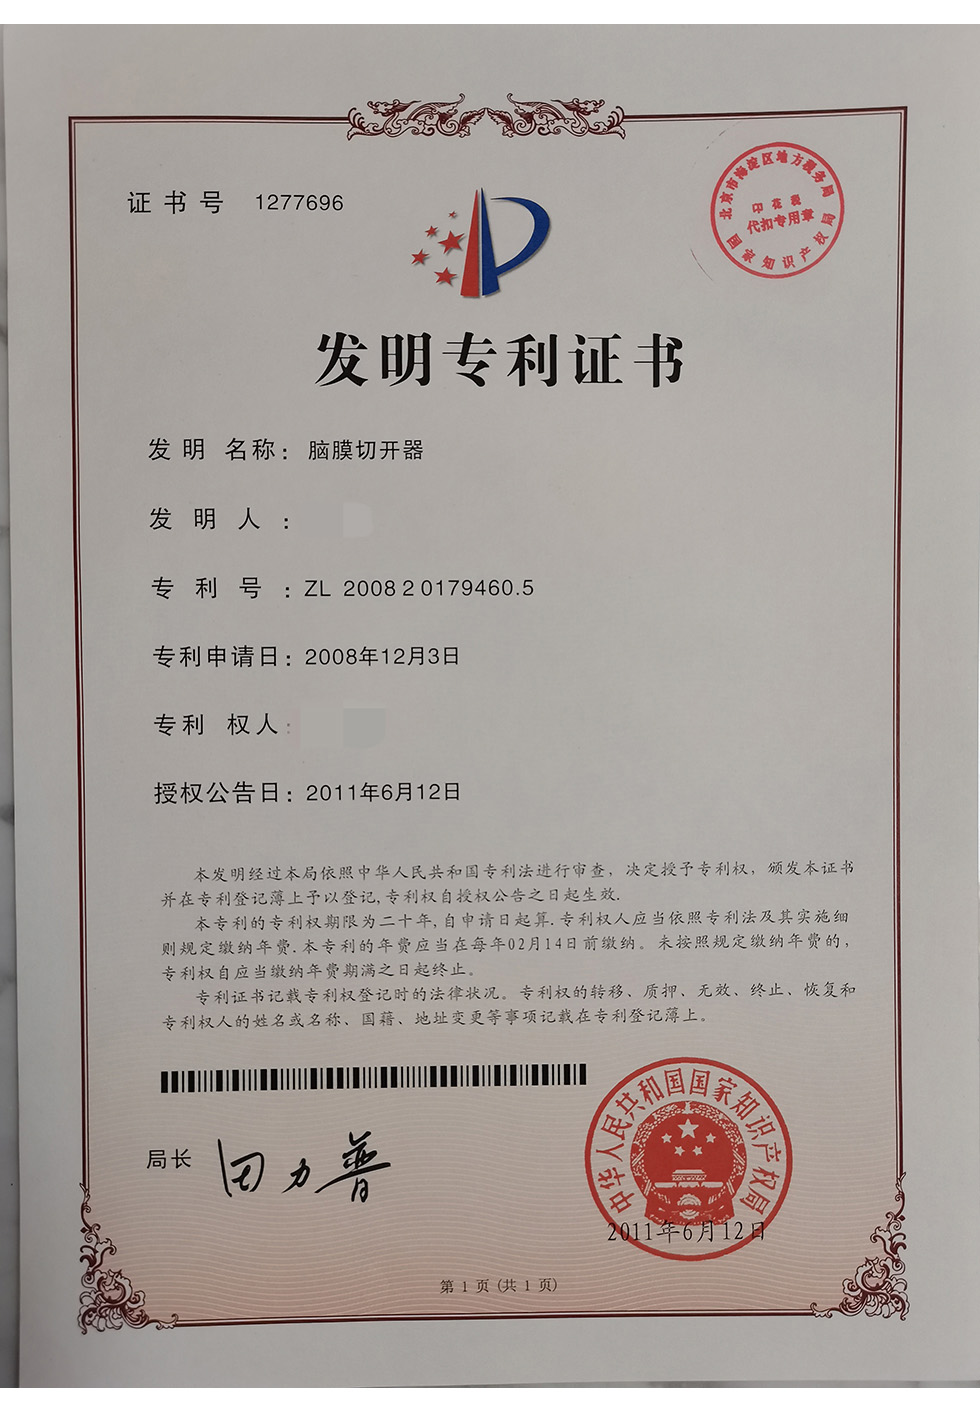 证书号 1277696
北京市海淀区地方税务局
印花税
代扣专用章
国家知识产权局
发明专利证书
发明名称：脑膜切开器
发明人：
专利号：ZL 2008 2 0179460.5
专利申请日：2008年12月3日
专利权人：
授权公告日：2011年6月12日
本发明经过本局依照中华人民共和国专利法进行审查，决定授予专利权，颁发本证书
并在专利登记薄上予以登记,专利权自授权公告之日起生效.
本专利的专利权期限为二十年,自申请日起算.专利权人应当依照专利法及其实施细
则规定缴纳年费.本专利的年费应当在每年02月14日前缴纳。未按照规定缴纳年费的，
专利权自应当缴纳年费期满之日起终止。
专利证书记载专利权登记时的法律状况。专利权的转移、质押、无效、终止、恢复和
专利权人的姓名或名称、国籍、地址变更等事项记载在专利登记薄上。
局长 田力普
中华人民共和国国家知识产权局
2011年6月12日
第 1 页 (共 1 页)